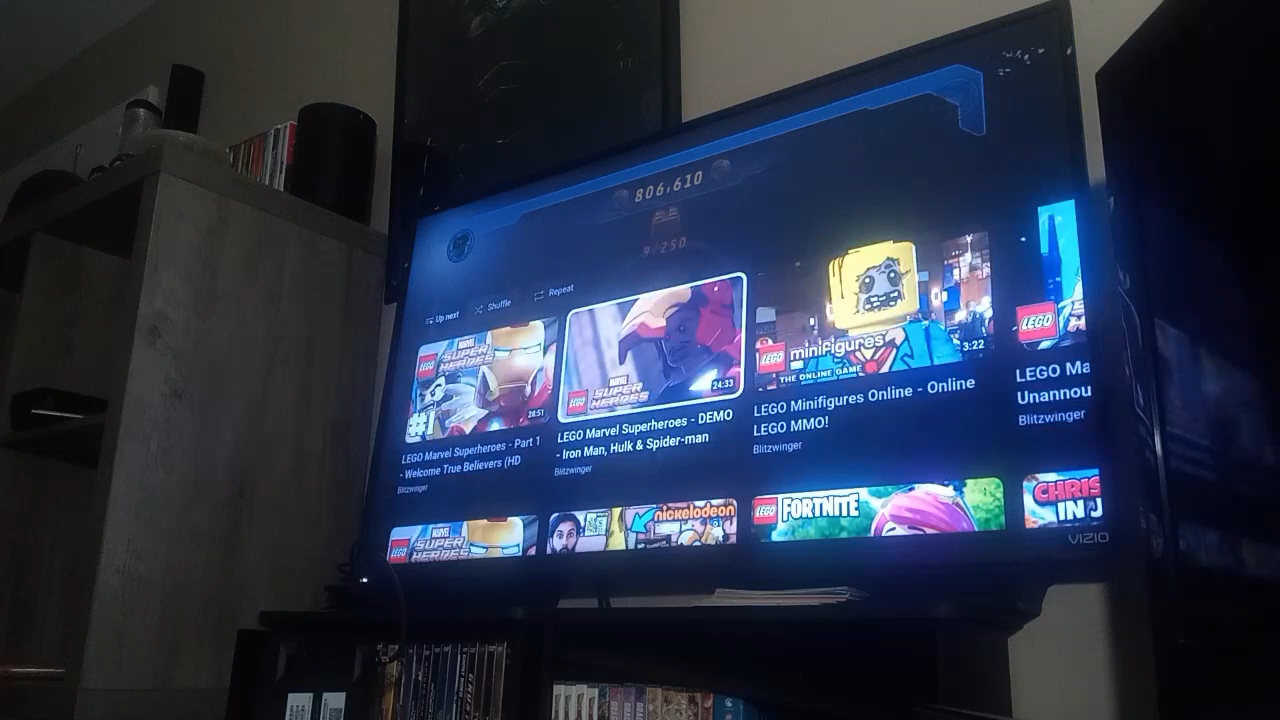 806,610
9/250
Up next
Shuffle
Repeat
LEGO
MARVEL
SUPER
HEROES
#1
28:51
LEGO Marvel Superheroes - Part 1
- Welcome True Believers (HD
Blitzwinger
LEGO
MARVEL
SUPER
HEROES
24:33
LEGO Marvel Superheroes - DEMO
- Iron Man, Hulk & Spider-man
Blitzwinger
LEGO minifigures
THE ONLINE GAME
3:22
LEGO Minifigures Online - Online
LEGO MMO!
Blitzwinger
LEGO
LEGO Ma
Unannou
Blitzwinger
LEGO
MARVEL
SUPER
HEROES
nickelodeon
LEGO FORTNITE
CHRIS
IN J
VIZIO